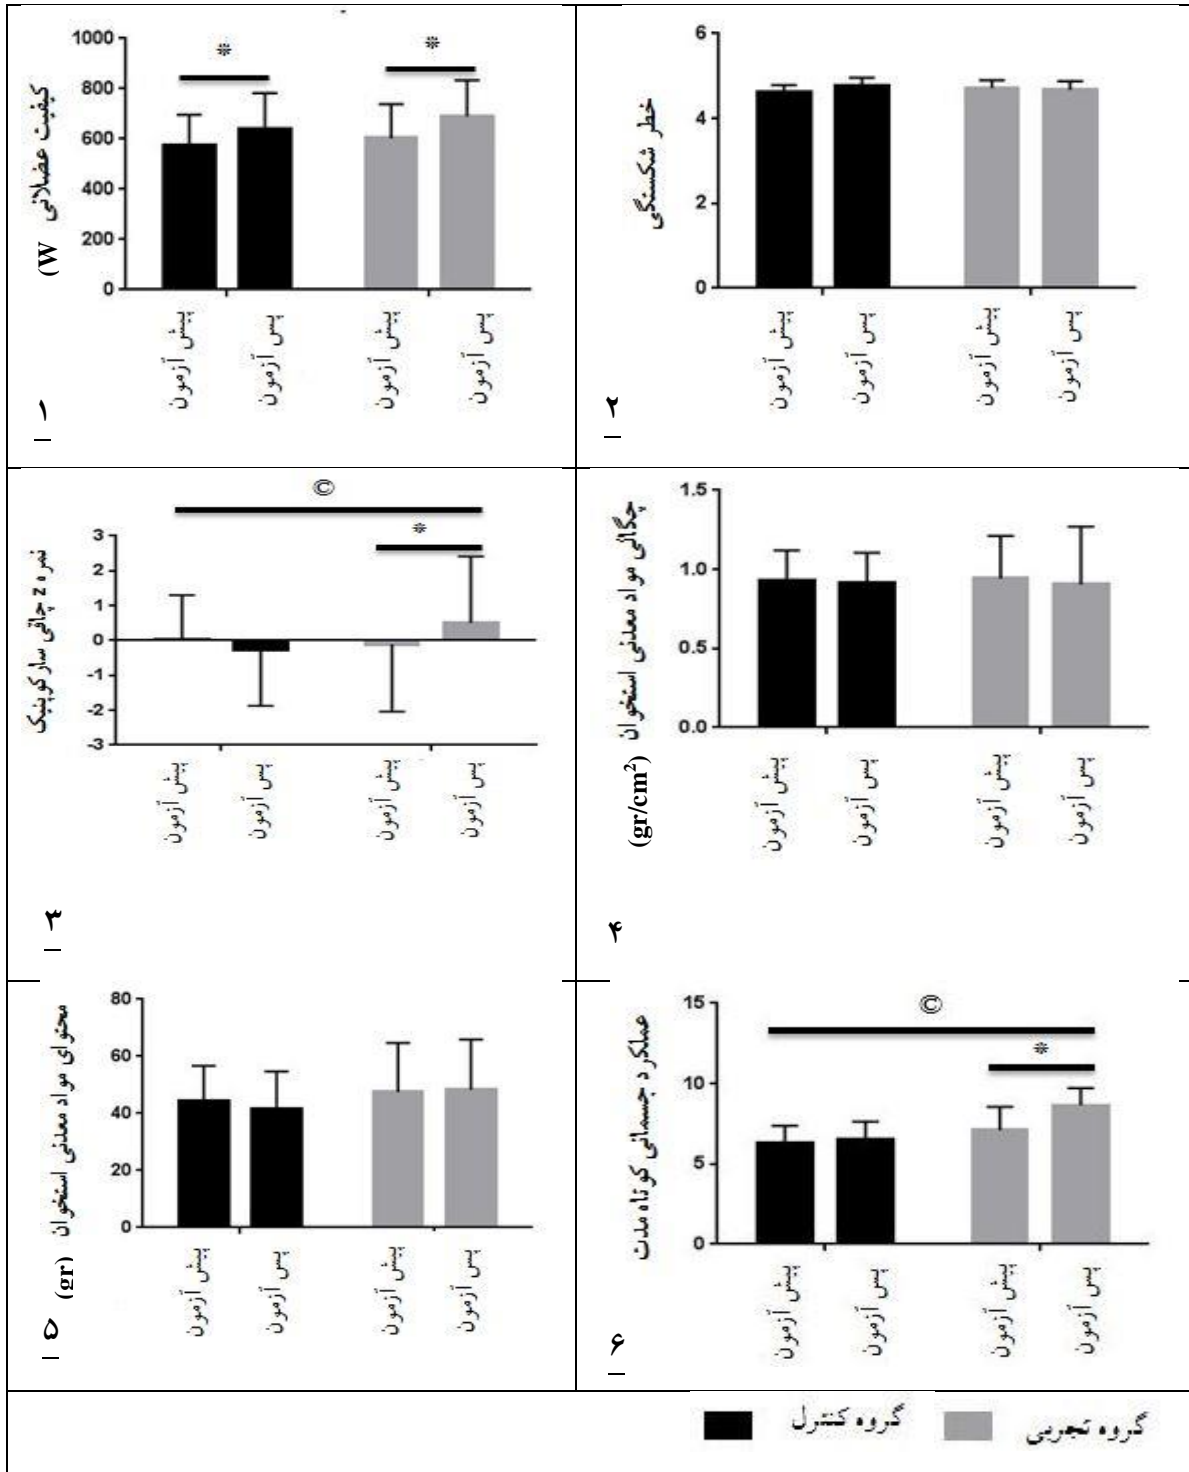 کیفیت عضلانی (W
1000
800
600
400
200
0
*
*
پیش آزمون
پس آزمون
پیش آزمون
پس آزمون
۱
خطر شکستگی
6
4
2
0
پیش آزمون
پس آزمون
پیش آزمون
پس آزمون
۲
نمره z چاقی سارکوپنیک
3
2
1
0
-1
-2
-3
©
*
پیش آزمون
پس آزمون
پیش آزمون
پس آزمون
۳
چگالی مواد معدنی استخوان (gr/cm²)
1.5
1.0
0.5
0.0
پیش آزمون
پس آزمون
پیش آزمون
پس آزمون
۴
محتوای مواد معدنی استخوان (gr)
80
60
40
20
0
پیش آزمون
پس آزمون
پیش آزمون
پس آزمون
۵
عملکرد جسمانی کوتاه مدت
15
10
5
0
©
*
پیش آزمون
پس آزمون
پیش آزمون
پس آزمون
۶
گروه کنترل
گروه تجربی